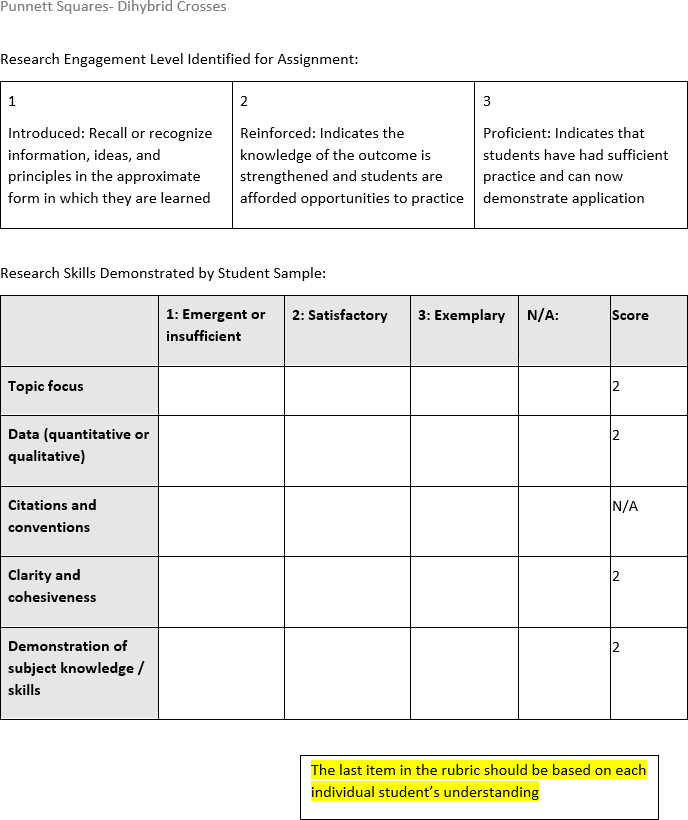 Punnett Squares- Dihybrid Crosses
Research Engagement Level Identified for Assignment:
1
Introduced: Recall or recognize
information, ideas, and
principles in the approximate
form in which they are learned
2
Reinforced: Indicates the
knowledge of the outcome is
strengthened and students are
afforded opportunities to practice
3
Proficient: Indicates that
students have had sufficient
practice and can now
demonstrate application
Research Skills Demonstrated by Student Sample:
1: Emergent or
insufficient
2: Satisfactory
3: Exemplary
N/A:
Score
Topic focus
2
Data (quantitative or
qualitative)
2
Citations and
conventions
N/A
Clarity and
cohesiveness
2
Demonstration of
subject knowledge /
skills
2
The last item in the rubric should be based on each
individual student’s understanding